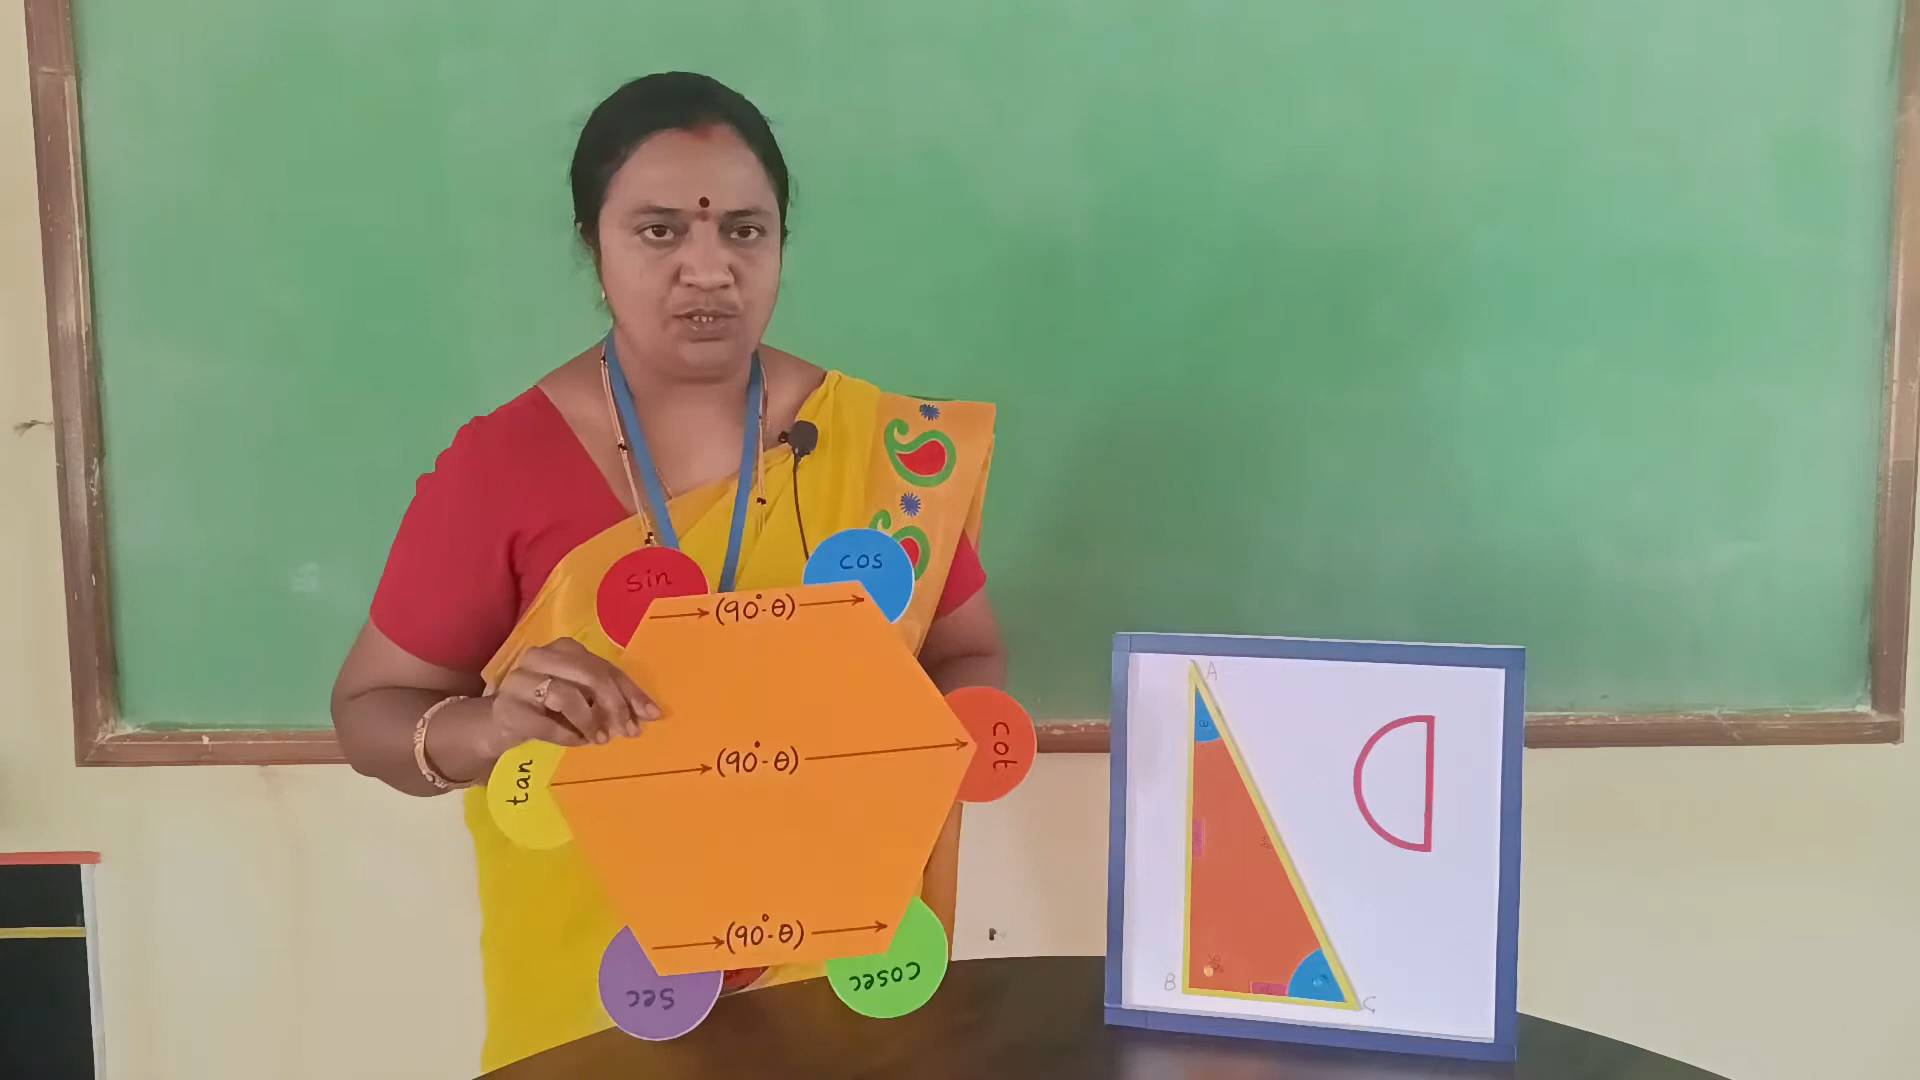 sin
cos
(90°-θ)
tan
(90°-θ)
cot
(90°-θ)
sec
cosec
A
θ
B
C